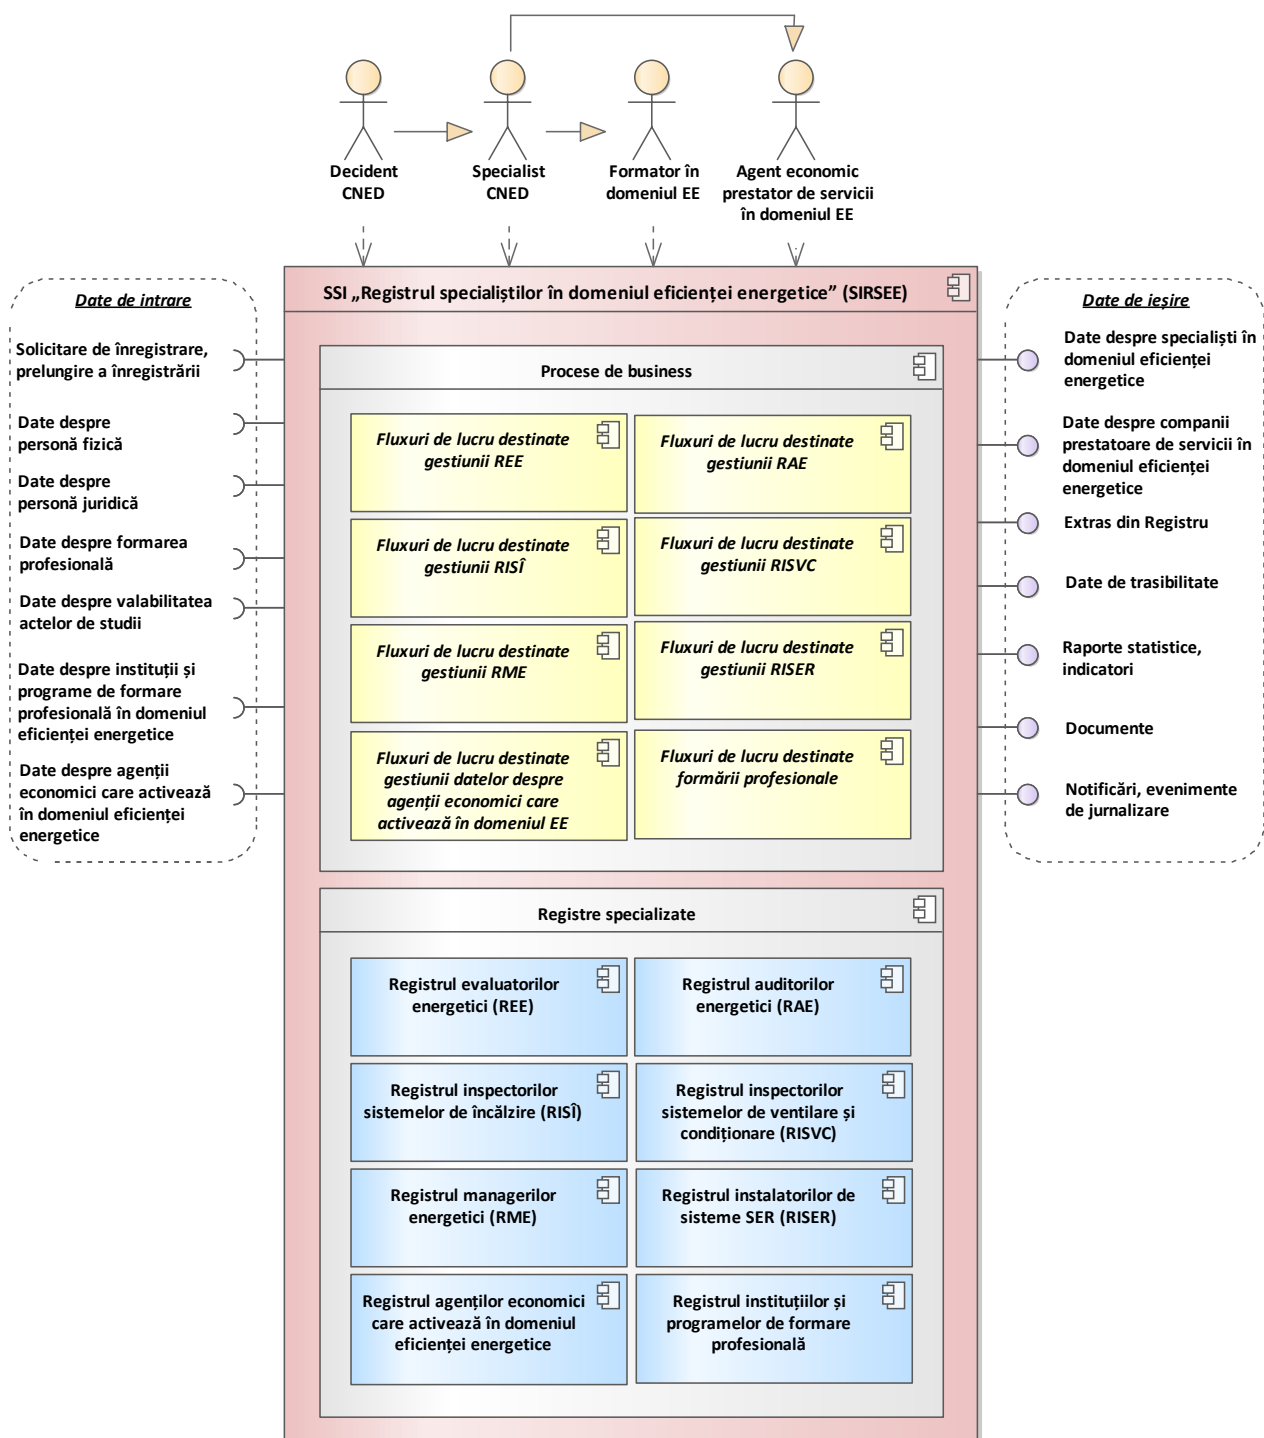 Decident
CNED
Specialist
CNED
Formator în
domeniul EE
Agent economic
prestator de servicii
în domeniul EE
Date de intrare
Solicitare de înregistrare,
prelungire a înregistrării
Date despre
personă fizică
Date despre
personă juridică
Date despre formarea
profesională
Date despre valabilitatea
actelor de studii
Date despre instituții și
programe de formare
profesională în domeniul
eficienței energetice
Date despre agenții
economici care activează
în domeniul eficienței
energetice
SSI „Registrul specialiștilor în domeniul eficienței energetice” (SIRSEE)
Procese de business
Fluxuri de lucru destinate
gestiunii REE
Fluxuri de lucru destinate
gestiunii RAE
Fluxuri de lucru destinate
gestiunii RISÎ
Fluxuri de lucru destinate
gestiunii RISVC
Fluxuri de lucru destinate
gestiunii RME
Fluxuri de lucru destinate
gestiunii RISER
Fluxuri de lucru destinate
gestiunii datelor despre
agenții economici care
activează în domeniul EE
Fluxuri de lucru destinate
formării profesionale
Registre specializate
Registrul evaluatorilor
energetici (REE)
Registrul auditorilor
energetici (RAE)
Registrul inspectorilor
sistemelor de încălzire (RISÎ)
Registrul inspectorilor
sistemelor de ventilare și
condiționare (RISVC)
Registrul managerilor
energetici (RME)
Registrul instalatorilor de
sisteme SER (RISER)
Registrul agenților economici
care activează în domeniul
eficienței energetice
Registrul instituțiilor și
programelor de formare
profesională
Date de ieșire
Date despre specialiști în
domeniul eficienței
energetice
Date despre companii
prestatoare de servicii în
domeniul eficienței
energetice
Extras din Registru
Date de trasibilitate
Raporte statistice,
indicatori
Documente
Notificări, evenimente
de jurnalizare